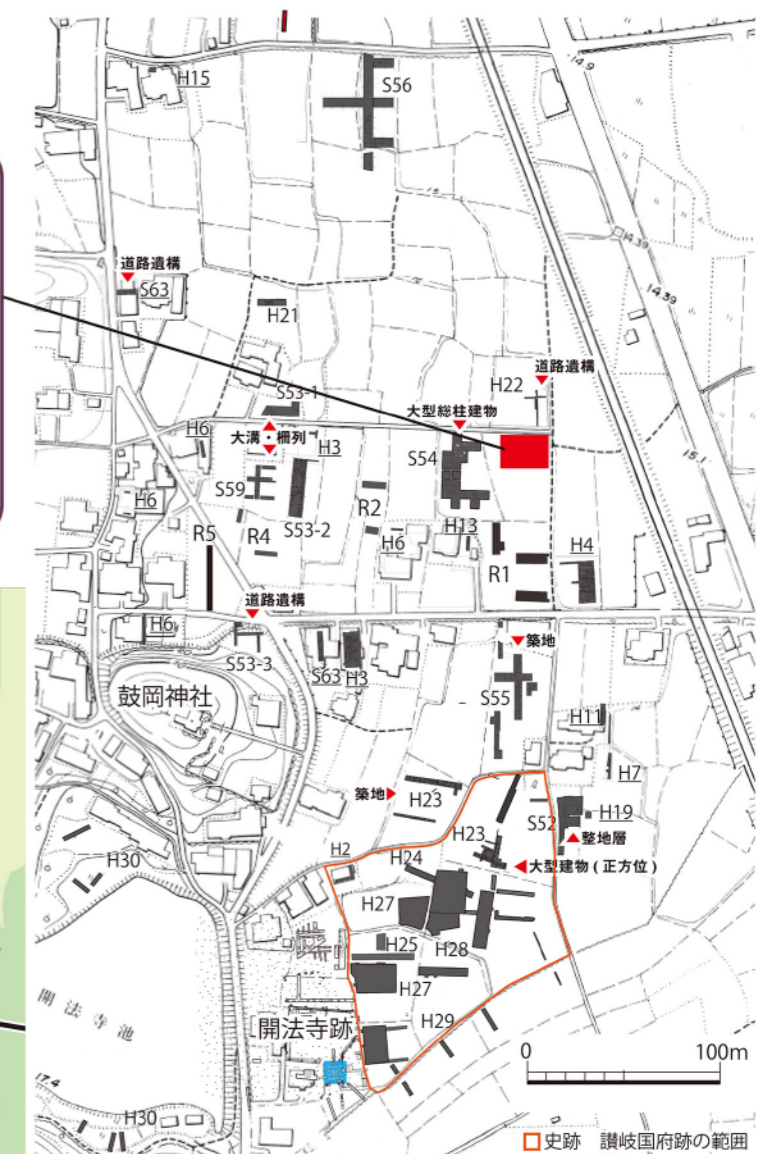 14.9
H15
S56
15
14.39
道路遺構
S63
14.39
H21
道路遺構
H22
S53-1
大型総柱建物
H6
大溝・柵列
H3
S54
15.1
S59
H6
R2
S53-2
R5
R4
H6
H13
H4
R1
道路遺構
H6
S53-3
築地
S63
H3
鼓岡神社
S55
H11
H7
築地
H23
H19
S52
整地層
H23
H2
H24
大型建物(正方位)
H30
H27
H25
H28
H27
開法寺池
H29
開法寺跡
0
100m
17.4
H30
史跡 讃岐国府跡の範囲